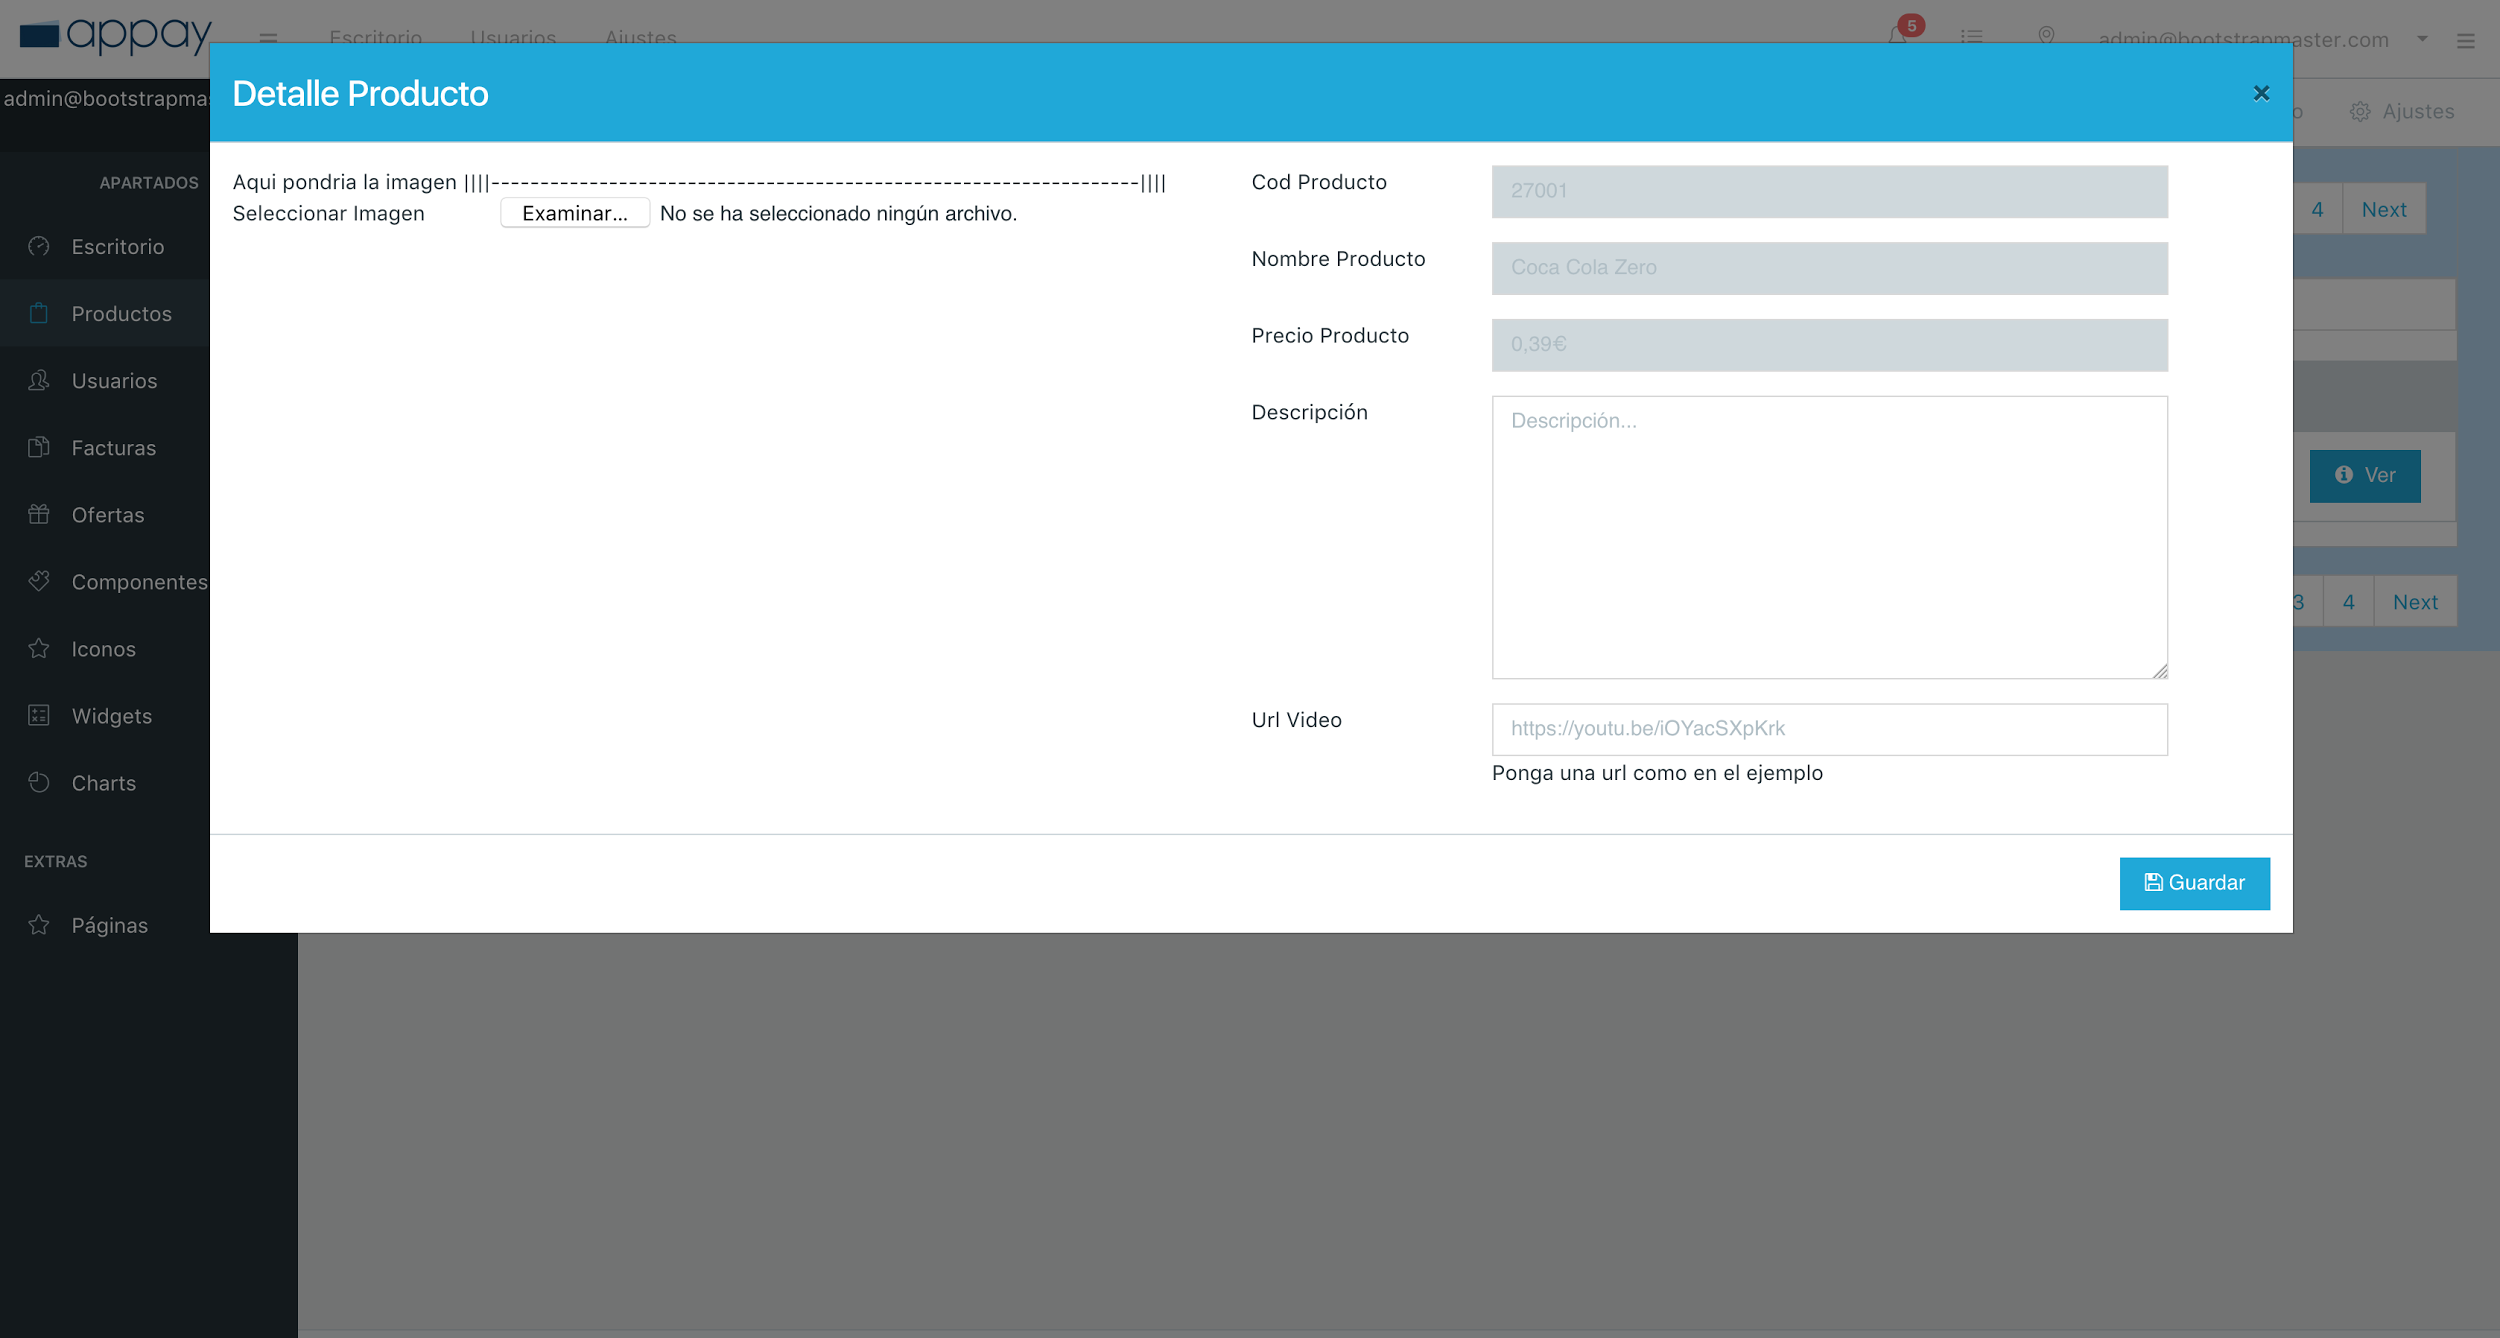 appay
Escritorio Usuarios Ajustes
5
admin@bootstrapmaster.com
admin@bootstrapmas
Detalle Producto
×
o Ajustes
APARTADOS
Escritorio
Productos
Usuarios
Facturas
Ofertas
Componentes
Iconos
Widgets
Charts
EXTRAS
Páginas
Aqui pondria la imagen ||||------------------------------------------------------------------||||
Seleccionar Imagen Examinar... No se ha seleccionado ningún archivo.
Cod Producto 27001
Nombre Producto Coca Cola Zero
Precio Producto 0,39€
Descripción Descripción...
Url Video https://youtu.be/iOYacSXpKrk
Ponga una url como en el ejemplo
Guardar
4 Next
Ver
3 4 Next